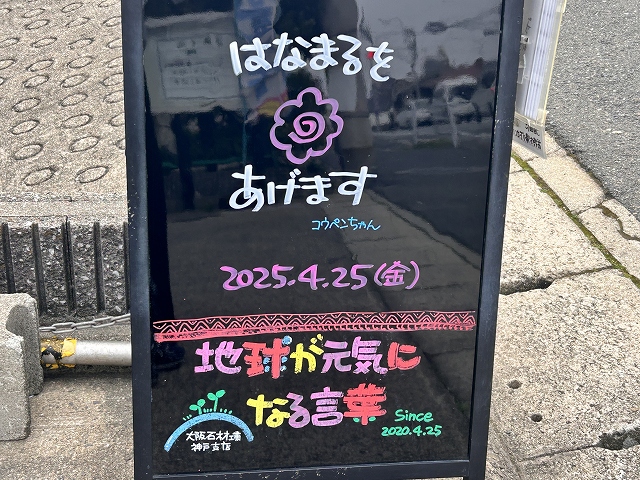 はなまるを
あげます
コウペンちゃん
2025.4.25(金)
地球が元気に
なる言葉
Since
2020.4.25
大阪石材工業
神戸支店